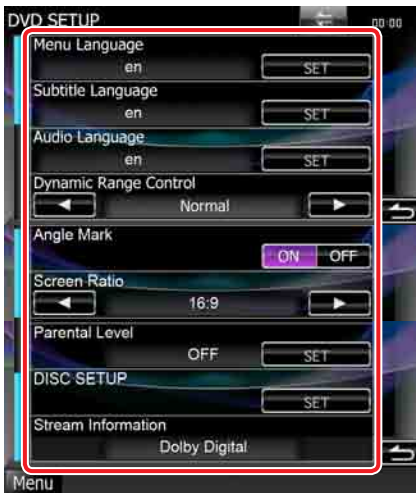 DVD SETUP 00:00
Menu Language
en SET
Subtitle Language
en SET
Audio Language
en SET
Dynamic Range Control
Normal
Angle Mark
ON OFF
Screen Ratio
16:9
Parental Level
OFF SET
DISC SETUP
SET
Stream Information
Dolby Digital
Menu